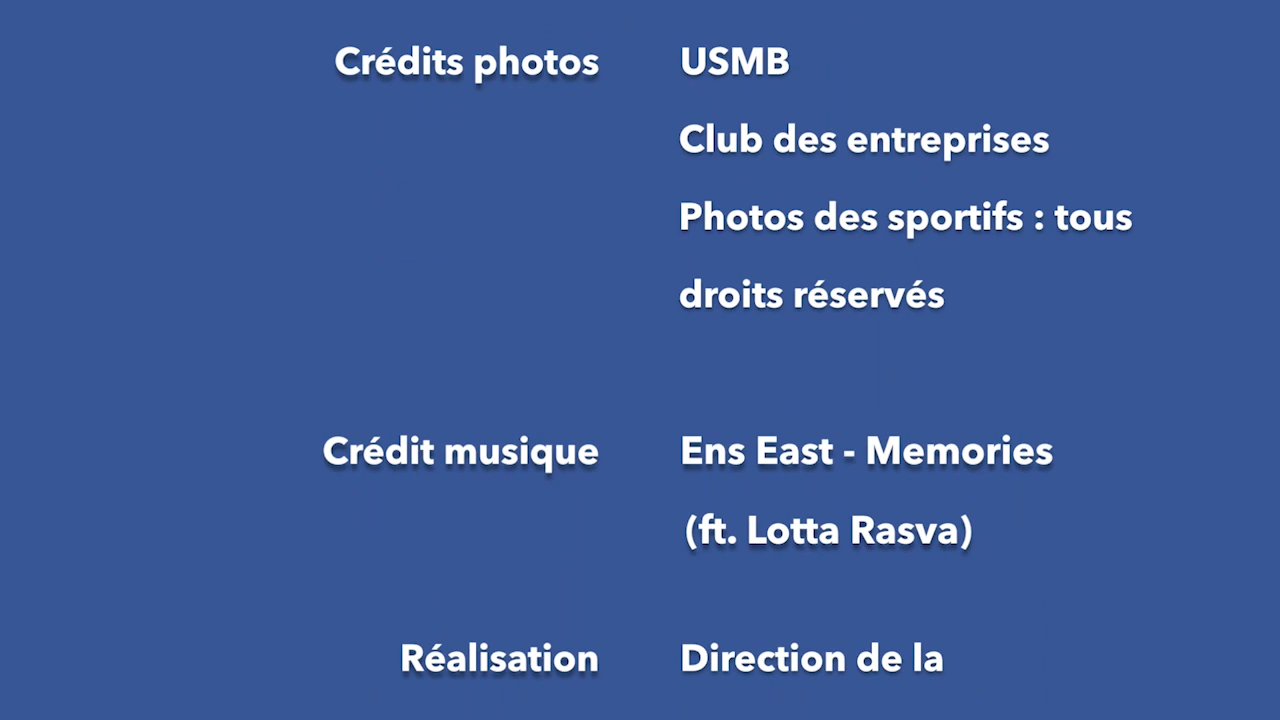 Crédits photos USMB
Club des entreprises
Photos des sportifs : tous
droits réservés
Crédit musique Ens East - Memories
(ft. Lotta Rasva)
Réalisation Direction de la